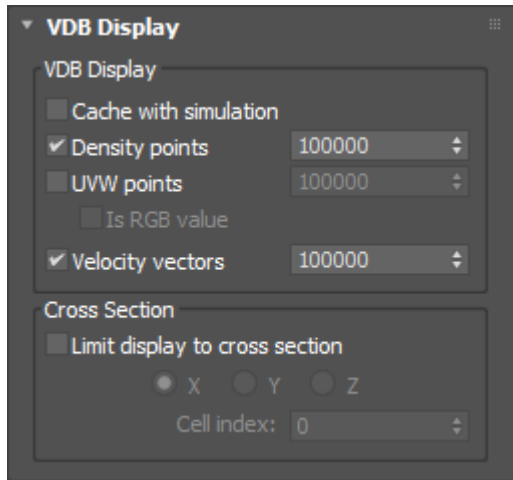 VDB Display
VDB Display
Cache with simulation
Density points 100000
UVW points 100000
Is RGB value
Velocity vectors 100000
Cross Section
Limit display to cross section
X Y Z
Cell index: 0